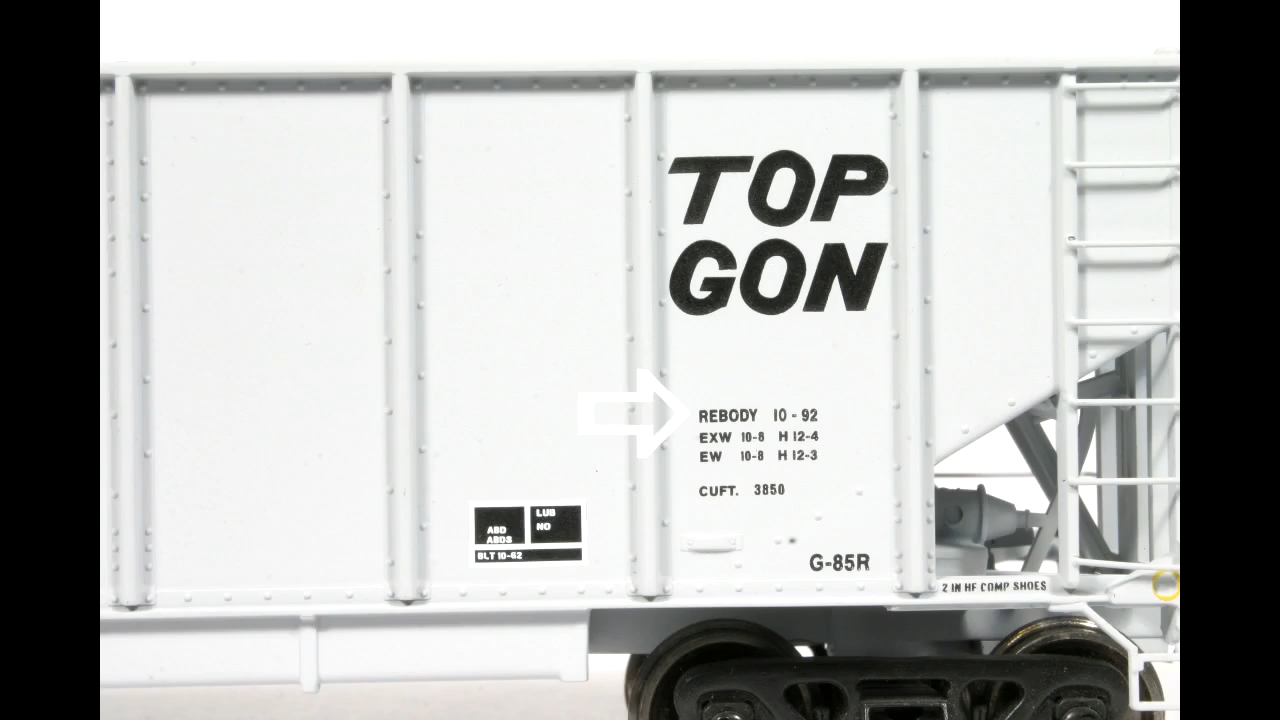 TOP
GON
REBODY 10-92
EXW 10-8 H 12-4
EW 10-8 H 12-3
CUFT. 3850
ABD
ABDS
LUB
NO
BLT 10-62
G-85R
2 IN HF COMP SHOES